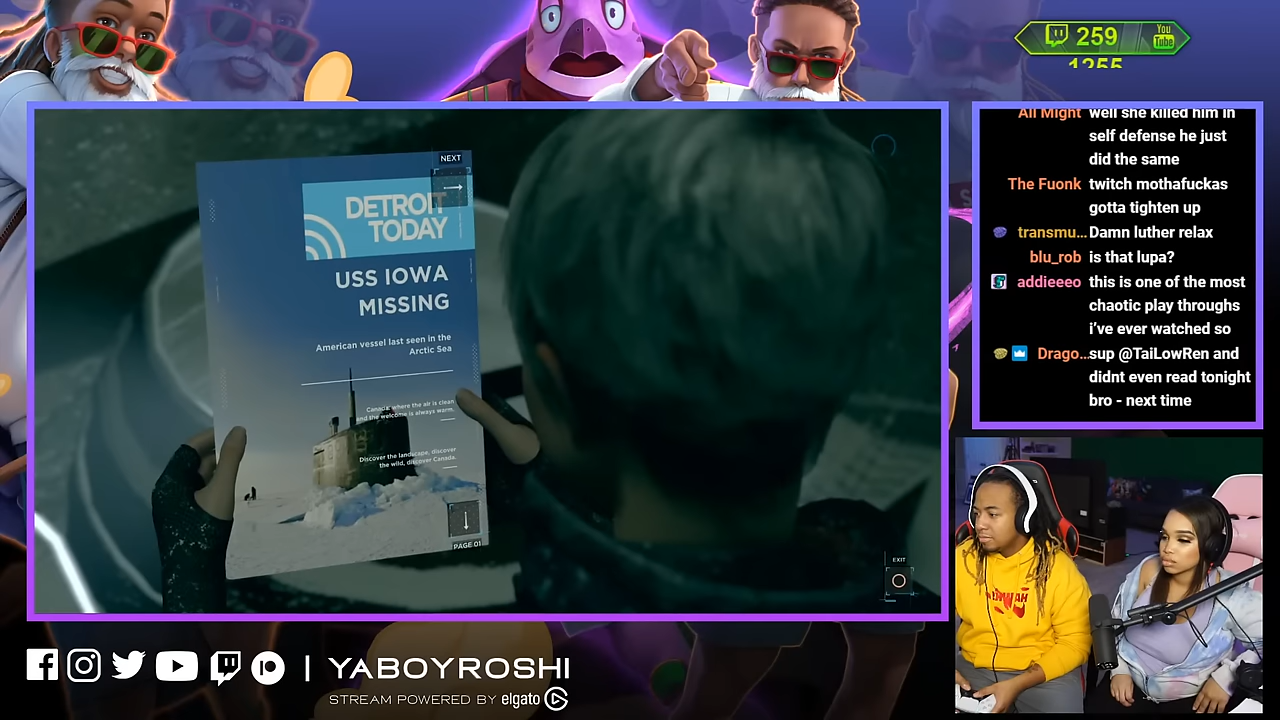 259
You
Tube
1255
NEXT
DETROIT
TODAY
USS IOWA
MISSING
American vessel last seen in the
Arctic Sea
Canada, where the air is clean
and the welcome is always warm.
Discover the landscape, discover
the wild, discover Canada.
PAGE 01
EXIT
All Might well she killed him in
self defense he just
did the same
The Fuonk twitch mothafuckas
gotta tighten up
transmu... Damn luther relax
blu_rob is that lupa?
addieeeo this is one of the most
chaotic play throughs
i've ever watched so
Drago... sup @TaiLowRen and
didnt even read tonight
bro - next time
| YABOYROSHI
STREAM POWERED BY elgato